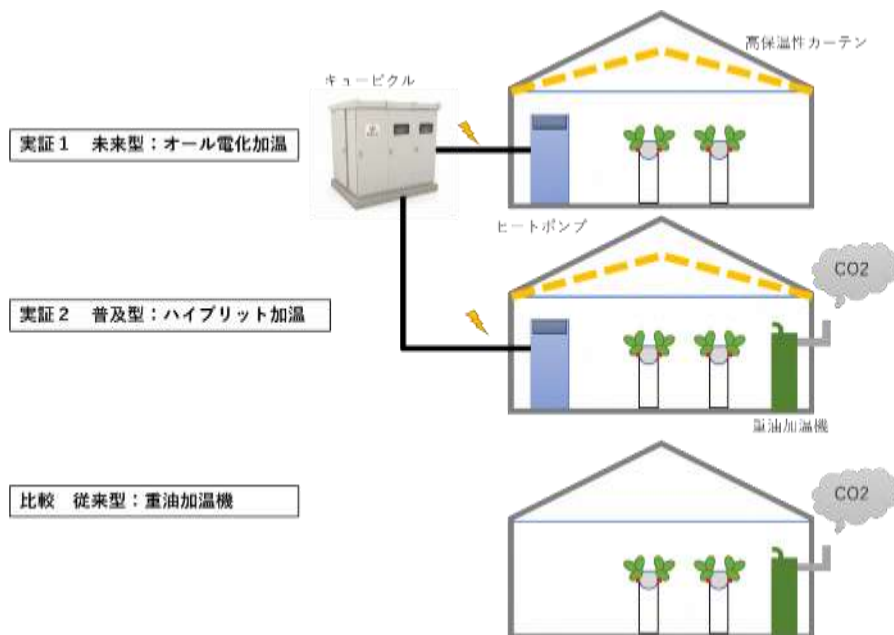 高保温性カーテン
キュービクル
実証1 未来型:オール電化加温
ヒートポンプ
CO2
実証2 普及型:ハイブリット加温
重油加温機
CO2
比較 従来型:重油加温機